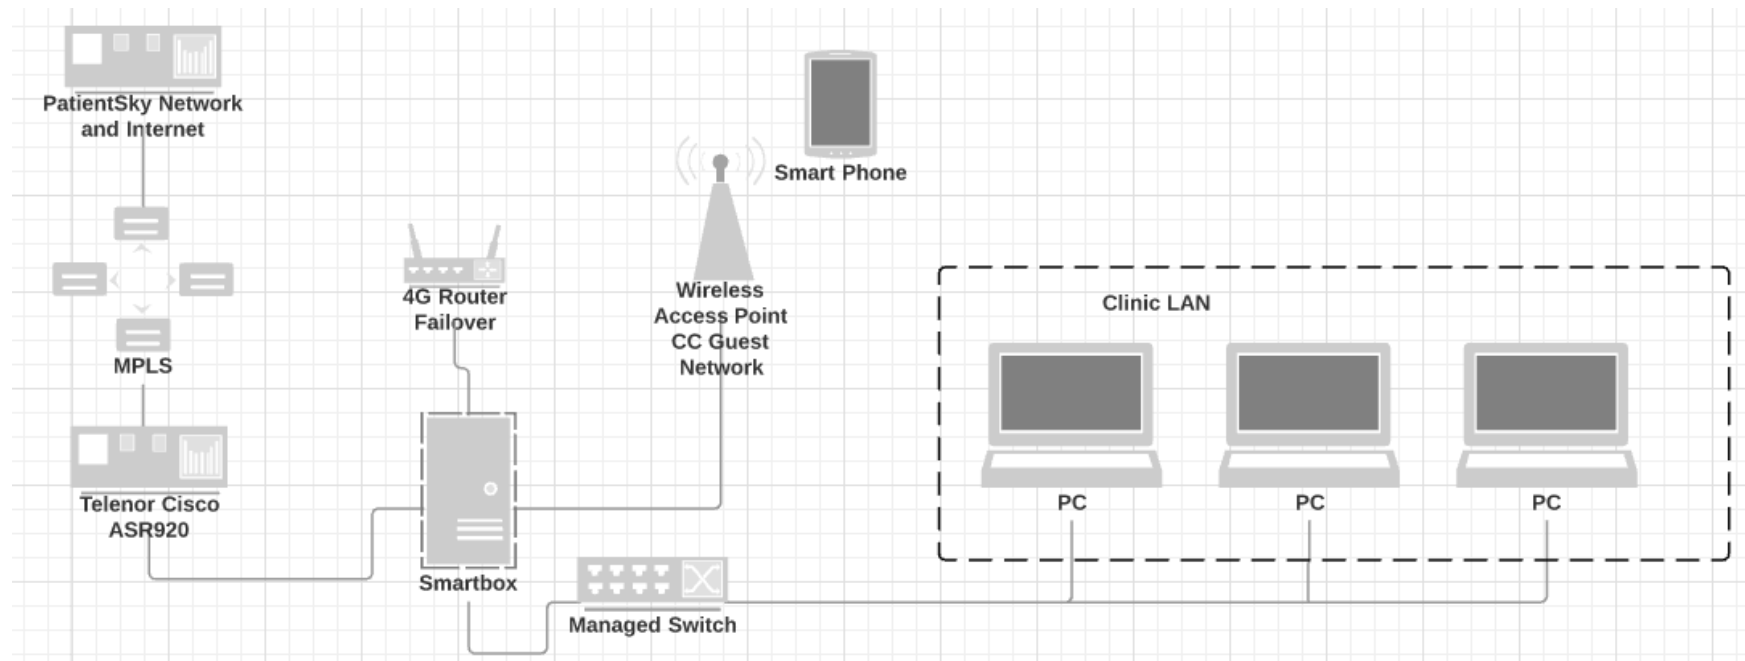 PatientSky Network
and Internet
Smart Phone
4G Router
Failover
Wireless
Access Point
CC Guest
Network
Clinic LAN
MPLS
Telenor Cisco
ASR920
PC
PC
PC
Smartbox
Managed Switch